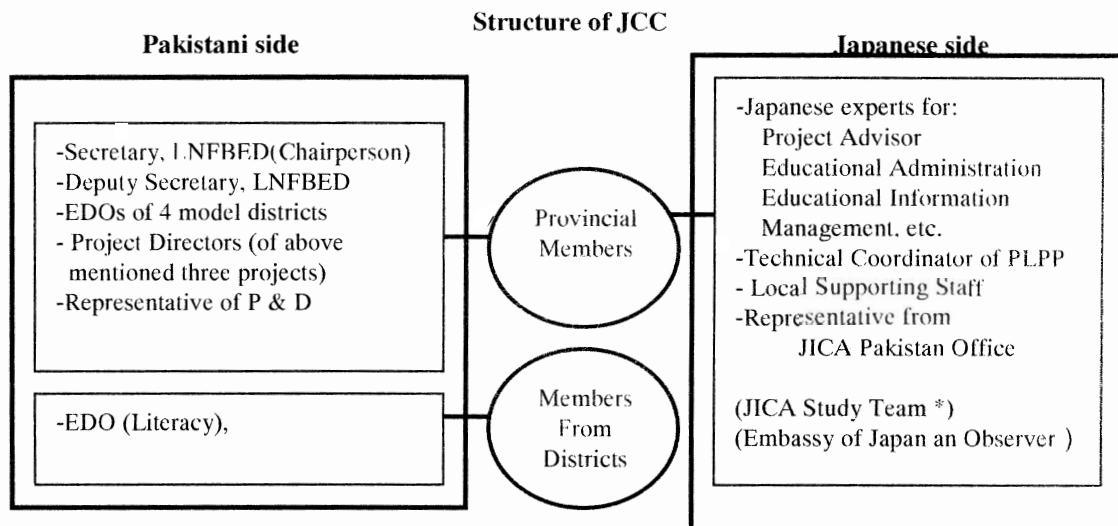 Structure of JCC
Pakistani side
-Secretary, LNFBED(Chairperson)
-Deputy Secretary, LNFBED
-EDOs of 4 model districts
- Project Directors (of above
mentioned three projects)
-Representative of P & D
-EDO (Literacy),
Provincial
Members
Members
From
Districts
Japanese side
-Japanese experts for:
Project Advisor
Educational Administration
Educational Information
Management, etc.
-Technical Coordinator of PLPP
- Local Supporting Staff
-Representative from
JICA Pakistan Office
(JICA Study Team *)
(Embassy of Japan an Observer )